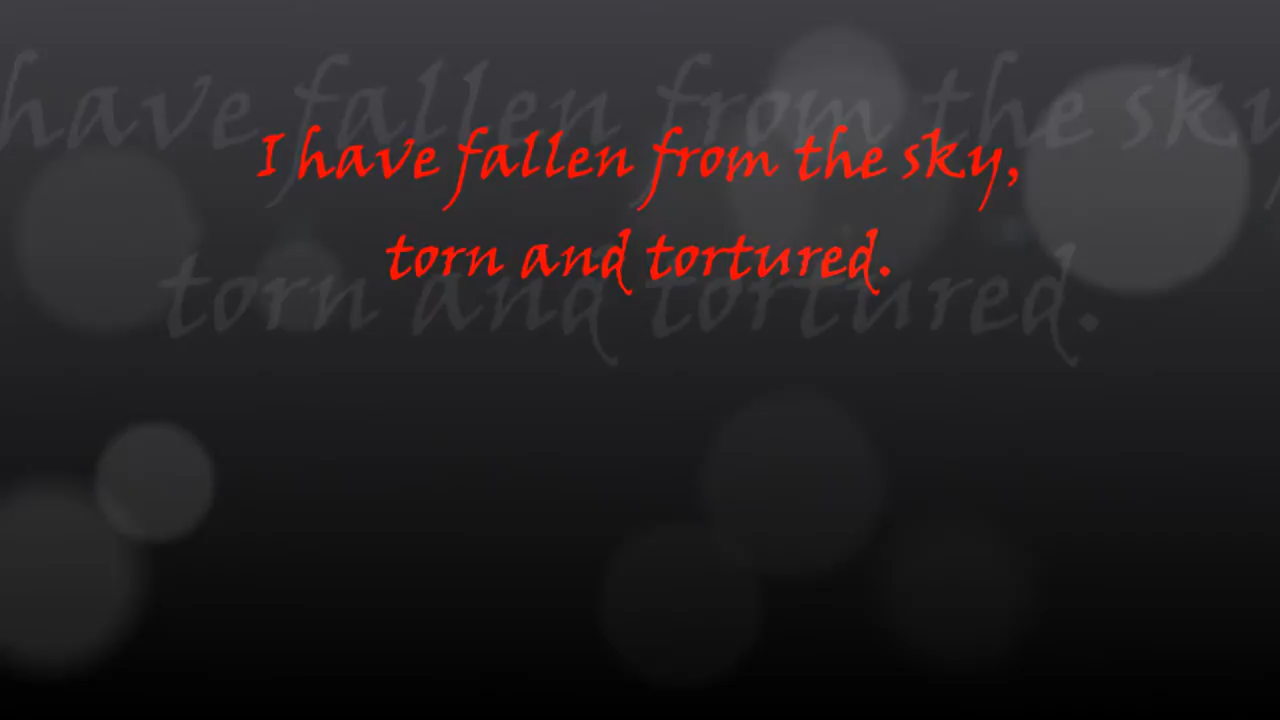 I have fallen from the sky,
torn and tortured.